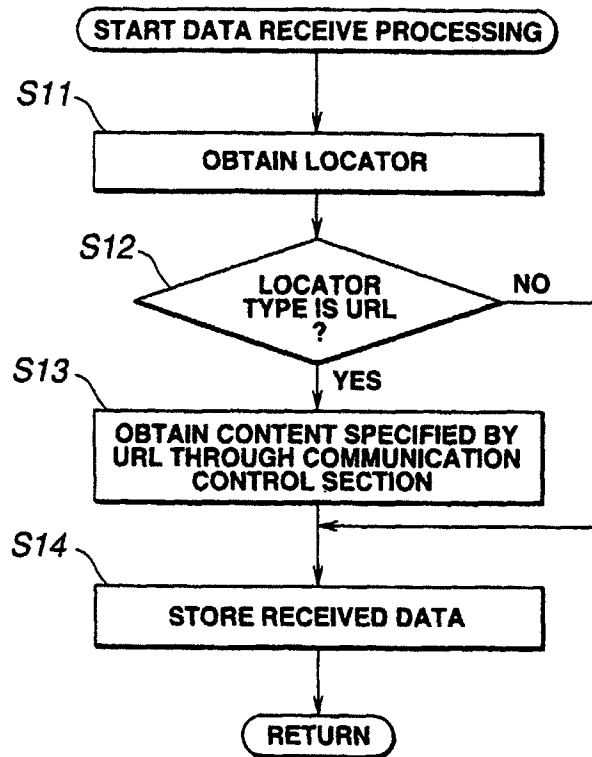 START DATA RECEIVE PROCESSING
S11
OBTAIN LOCATOR
S12
LOCATOR
TYPE IS URL
?
NO
YES
S13
OBTAIN CONTENT SPECIFIED BY
URL THROUGH COMMUNICATION
CONTROL SECTION
S14
STORE RECEIVED DATA
RETURN